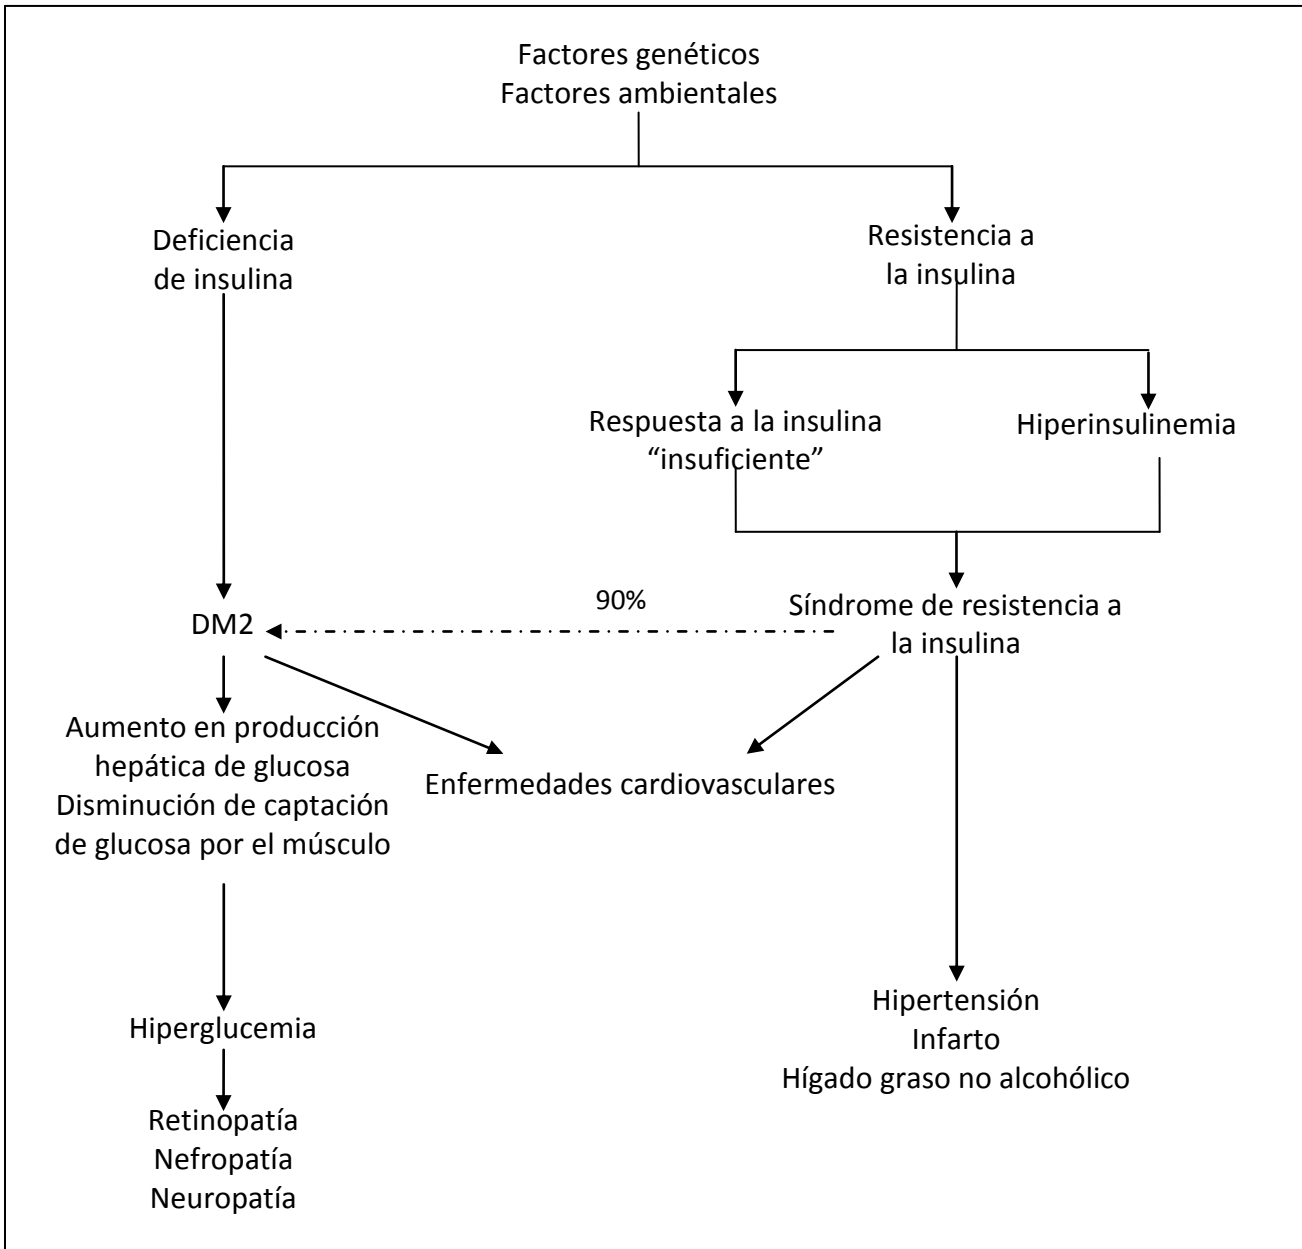 Factores genéticos
Factores ambientales
Deficiencia
de insulina
Resistencia a
la insulina
Respuesta a la insulina
“insuficiente”
Hiperinsulinemia
90%
DM2
Síndrome de resistencia a
la insulina
Aumento en producción
hepática de glucosa
Disminución de captación
de glucosa por el músculo
Enfermedades cardiovasculares
Hiperglucemia
Hipertensión
Infarto
Hígado graso no alcohólico
Retinopatía
Nefropatía
Neuropatía